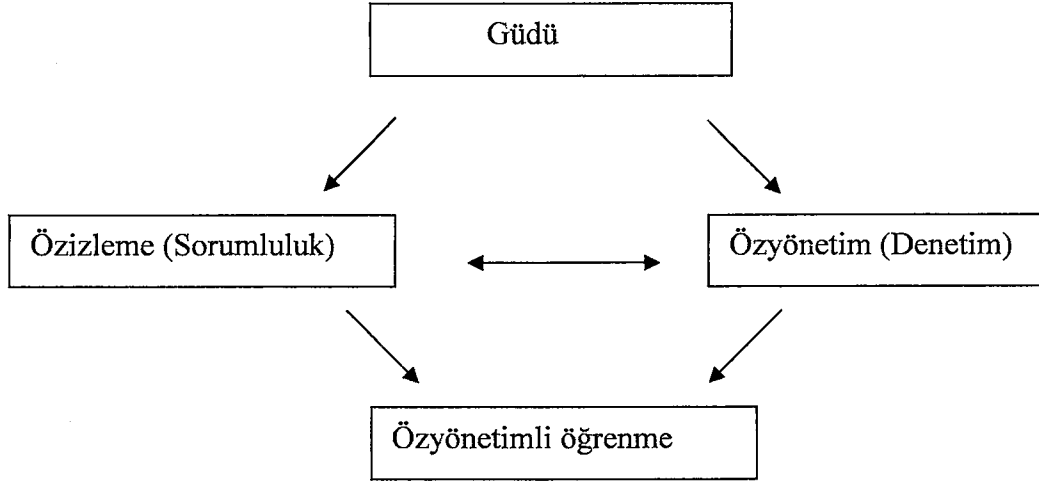 Güdü
Özizleme (Sorumluluk)
Özyönetim (Denetim)
Özyönetimli öğrenme